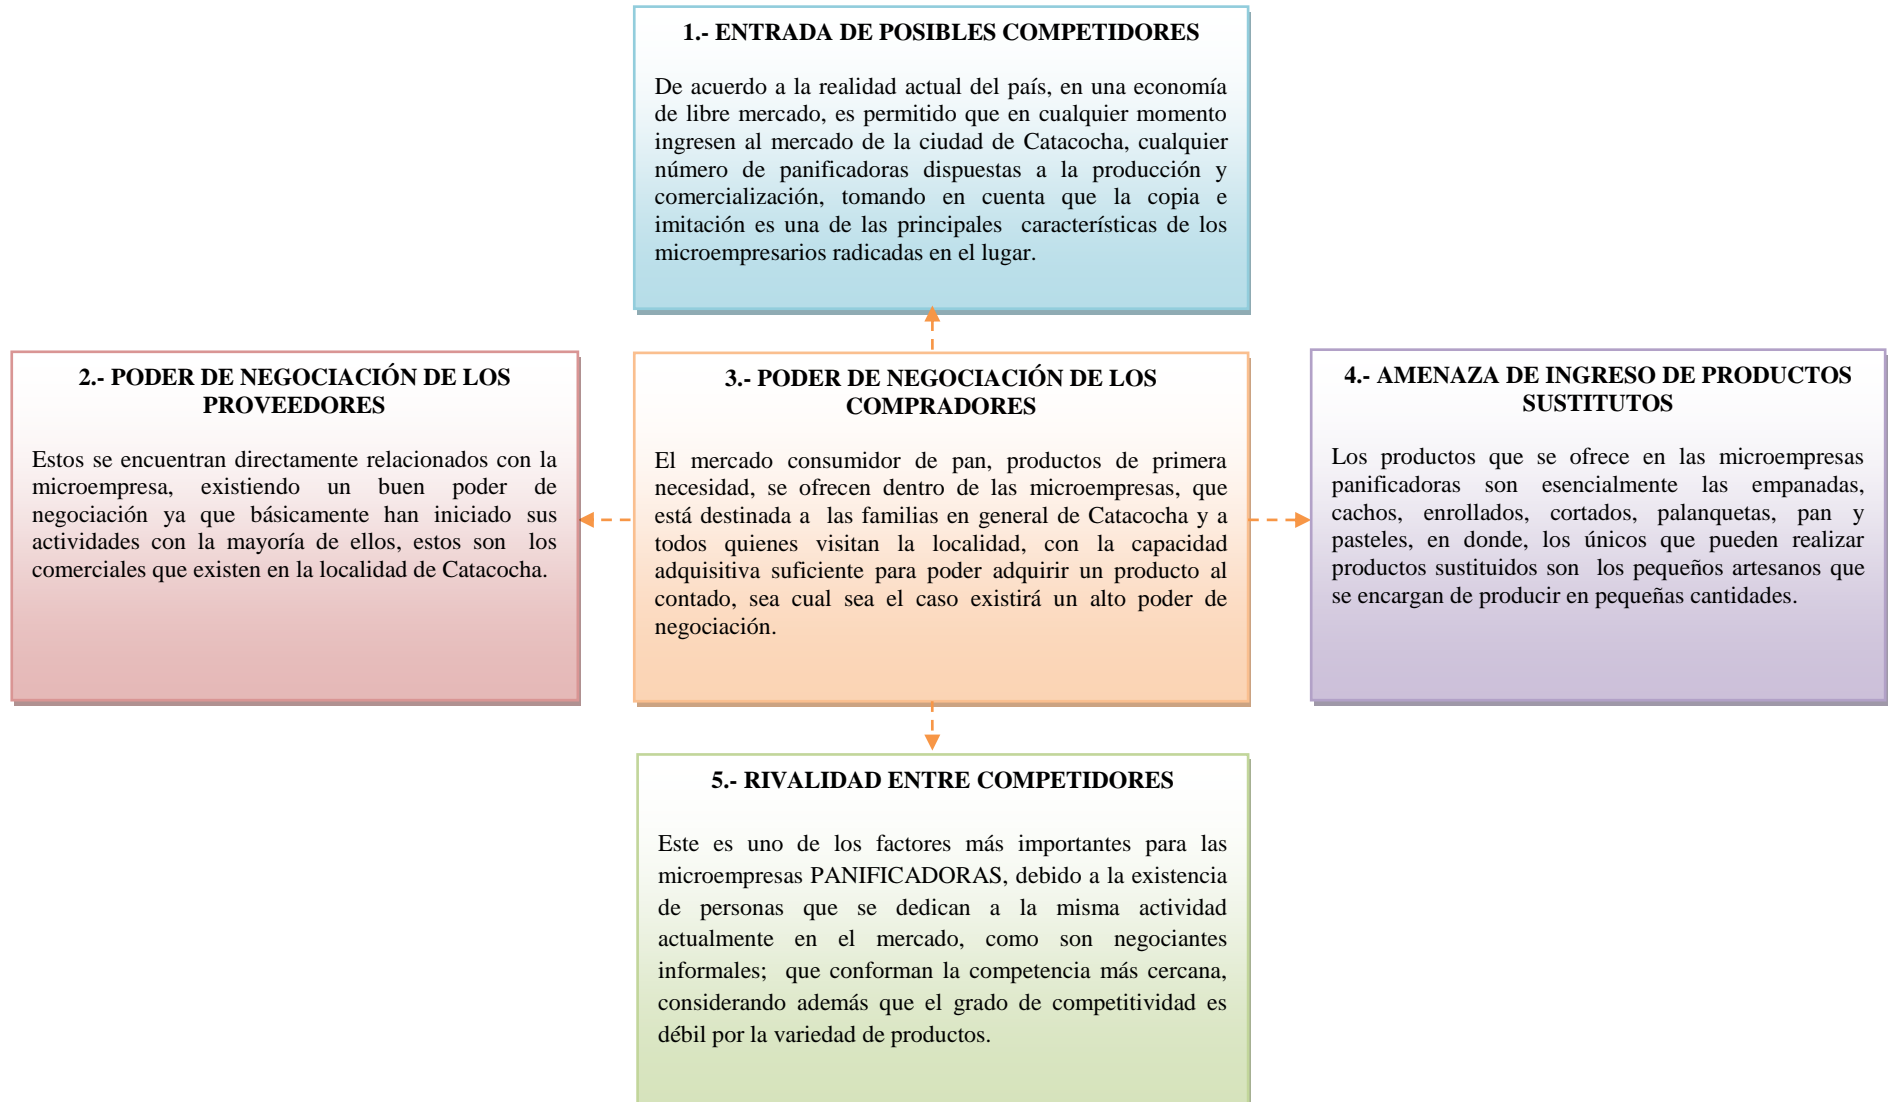 1.- ENTRADA DE POSIBLES COMPETIDORES
De acuerdo a la realidad actual del país, en una economía
de libre mercado, es permitido que en cualquier momento
ingresen al mercado de la ciudad de Catacocha, cualquier
número de panificadoras dispuestas a la producción y
comercialización, tomando en cuenta que la copia e
imitación es una de las principales características de los
microempresarios radicadas en el lugar.
2.- PODER DE NEGOCIACIÓN DE LOS
PROVEEDORES
Estos se encuentran directamente relacionados con la
microempresa, existiendo un buen poder de
negociación ya que básicamente han iniciado sus
actividades con la mayoría de ellos, estos son los
comerciales que existen en la localidad de Catacocha.
3.- PODER DE NEGOCIACIÓN DE LOS
COMPRADORES
El mercado consumidor de pan, productos de primera
necesidad, se ofrecen dentro de las microempresas, que
está destinada a las familias en general de Catacocha y a
todos quienes visitan la localidad, con la capacidad
adquisitiva suficiente para poder adquirir un producto al
contado, sea cual sea el caso existirá un alto poder de
negociación.
4.- AMENAZA DE INGRESO DE PRODUCTOS
SUSTITUTOS
Los productos que se ofrece en las microempresas
panificadoras son esencialmente las empanadas,
cachos, enrollados, cortados, palanquetas, pan y
pasteles, en donde, los únicos que pueden realizar
productos sustituidos son los pequeños artesanos que
se encargan de producir en pequeñas cantidades.
5.- RIVALIDAD ENTRE COMPETIDORES
Este es uno de los factores más importantes para las
microempresas PANIFICADORAS, debido a la existencia
de personas que se dedican a la misma actividad
actualmente en el mercado, como son negociantes
informales; que conforman la competencia más cercana,
considerando además que el grado de competitividad es
débil por la variedad de productos.